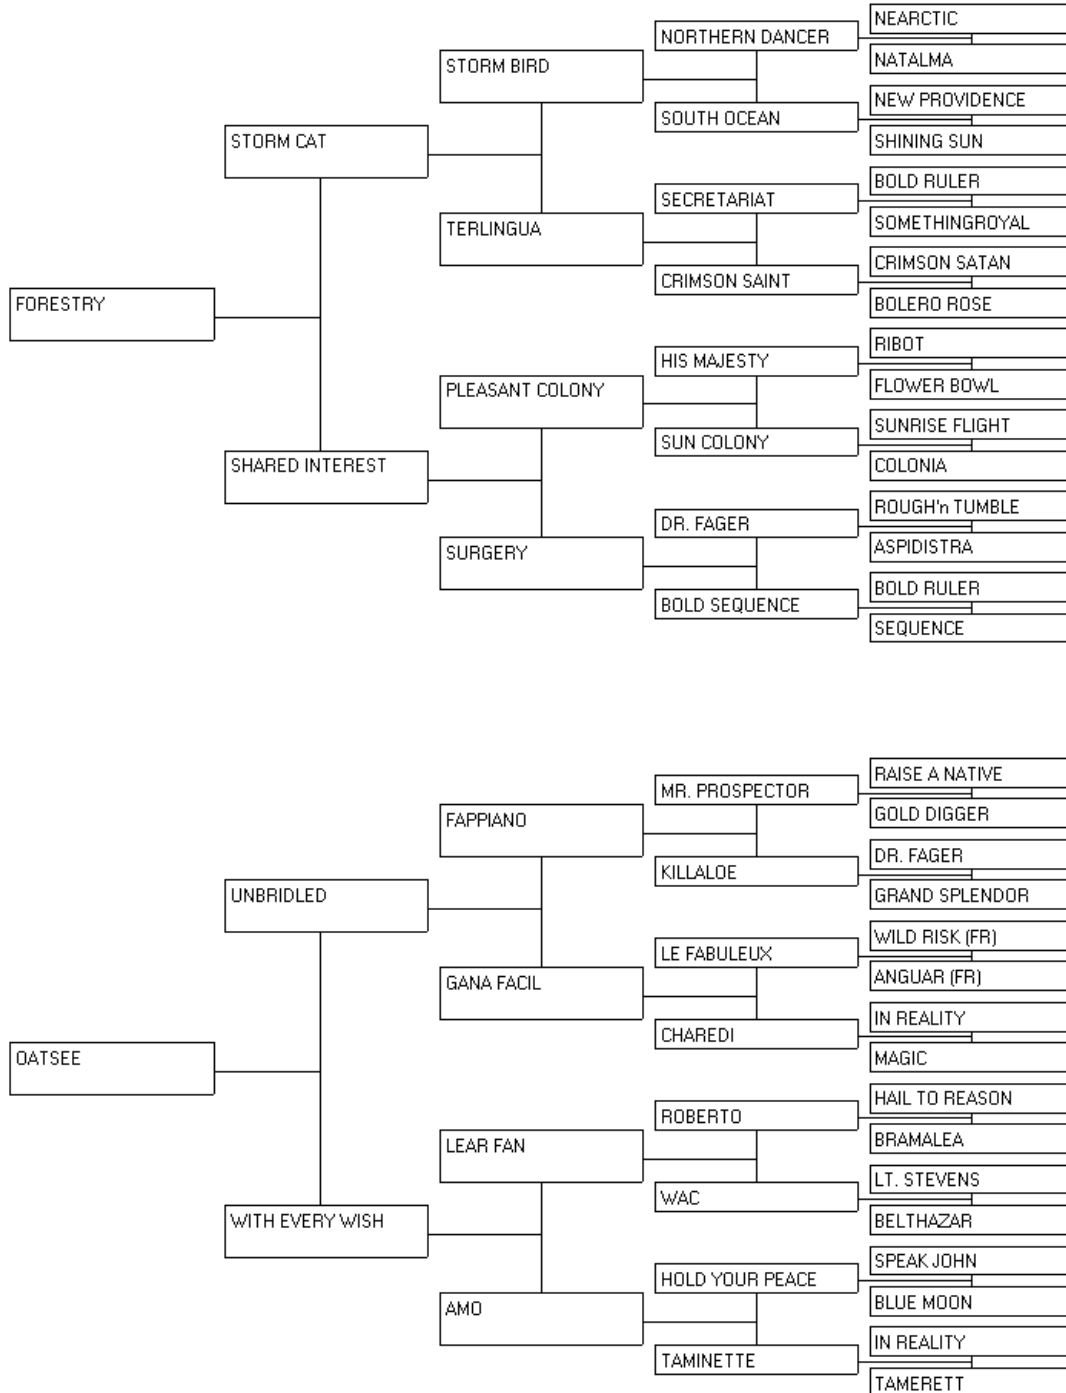 NEARCTIC
NORTHERN DANCER
NATALMA
STORM BIRD
NEW PROVIDENCE
SOUTH OCEAN
SHINING SUN
STORM CAT
BOLD RULER
SECRETARIAT
SOMETHINGROYAL
TERLINGUA
CRIMSON SATAN
CRIMSON SAINT
BOLERO ROSE
FORESTRY
RIBOT
HIS MAJESTY
FLOWER BOWL
PLEASANT COLONY
SUNRISE FLIGHT
SUN COLONY
COLONIA
SHARED INTEREST
ROUGH'n TUMBLE
DR. FAGER
ASPIDISTRA
SURGERY
BOLD RULER
BOLD SEQUENCE
SEQUENCE
RAISE A NATIVE
MR. PROSPECTOR
GOLD DIGGER
FAPPIANO
DR. FAGER
KILLALOE
GRAND SPLENDOR
UNBRIDLED
WILD RISK (FR)
LE FABULEUX
ANGUAR (FR)
GANA FACIL
IN REALITY
CHAREDI
MAGIC
OATSEE
HAIL TO REASON
ROBERTO
BRAMALEA
LEAR FAN
LT. STEVENS
WAC
BELTHAZAR
WITH EVERY WISH
SPEAK JOHN
HOLD YOUR PEACE
BLUE MOON
AMO
IN REALITY
TAMINETTE
TAMERETT